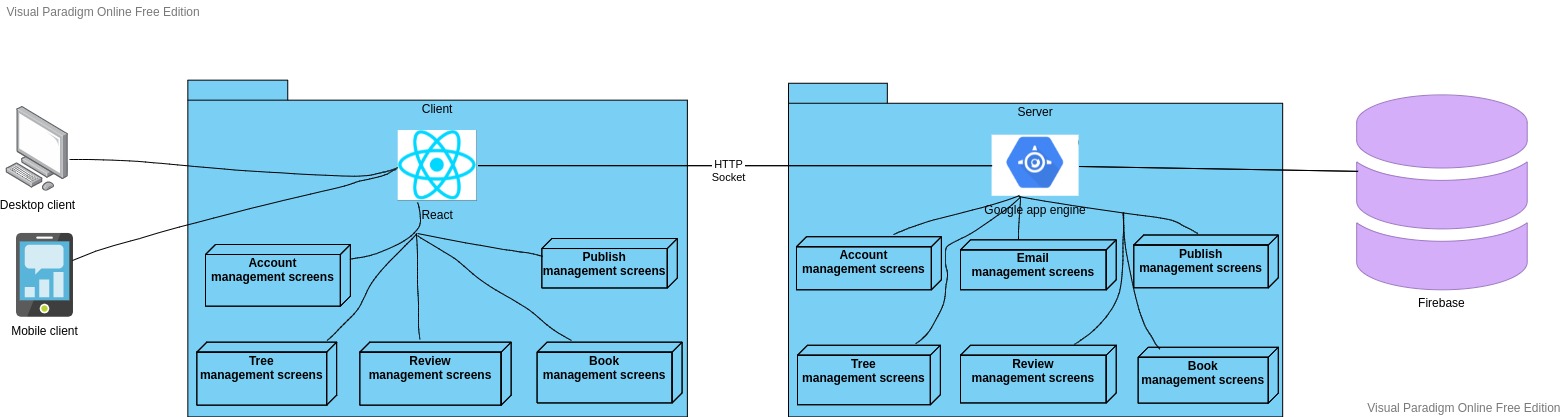 Visual Paradigm Online Free Edition
Client
Server
HTTP
Socket
Desktop client
React
Google app engine
Mobile client
Firebase
Account
management screens
Publish
management screens
Tree
management screens
Review
management screens
Book
management screens
Account
management screens
Email
management screens
Publish
management screens
Tree
management screens
Review
management screens
Book
management screens
Visual Paradigm Online Free Edition